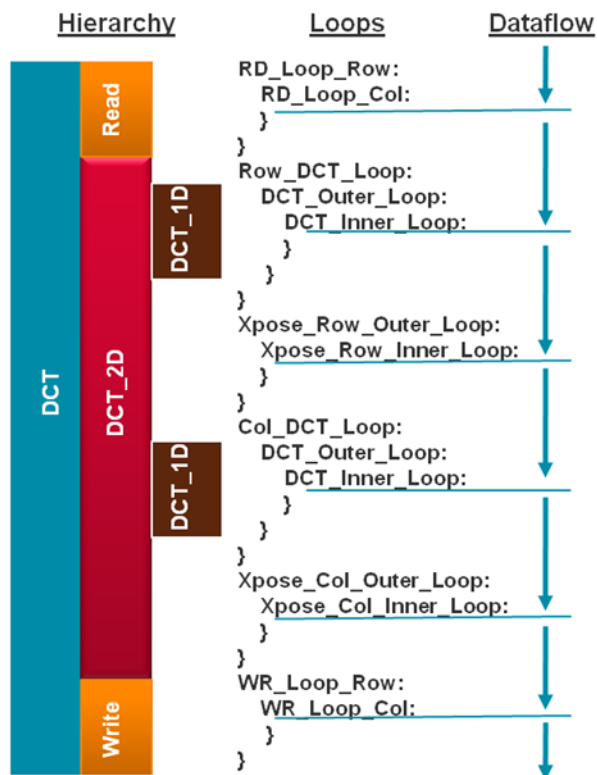 Hierarchy
Loops
Dataflow
DCT
Read
DCT_2D
Write
DCT_1D
DCT_1D
RD_Loop_Row:
RD_Loop_Col:
}
}
Row_DCT_Loop:
DCT_Outer_Loop:
DCT_Inner_Loop:
}
}
}
Xpose_Row_Outer_Loop:
Xpose_Row_Inner_Loop:
}
}
Col_DCT_Loop:
DCT_Outer_Loop:
DCT_Inner_Loop:
}
}
}
Xpose_Col_Outer_Loop:
Xpose_Col_Inner_Loop:
}
}
WR_Loop_Row:
WR_Loop_Col:
}
}